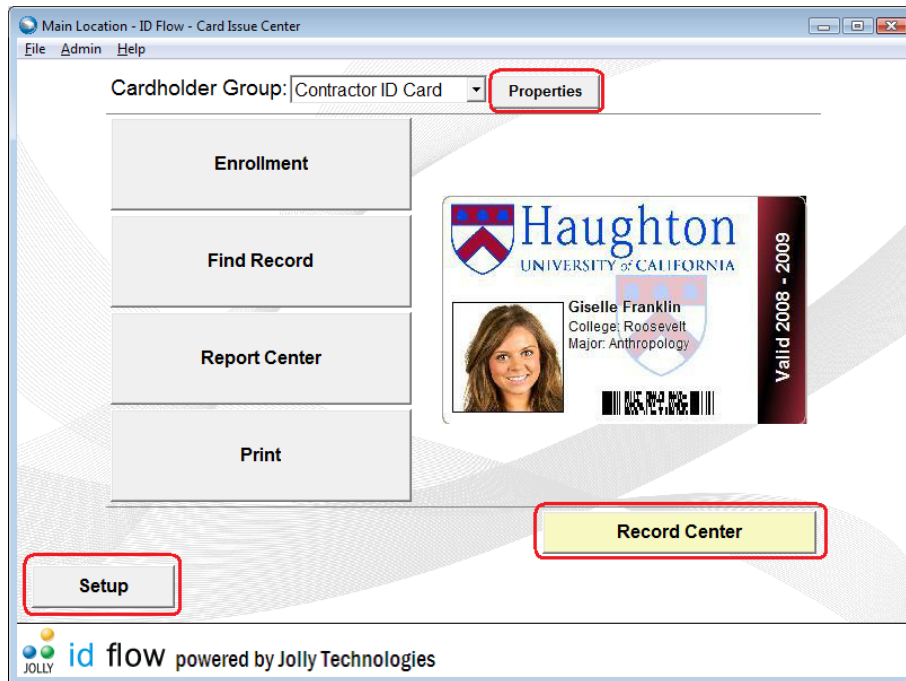 Main Location - ID Flow - Card Issue Center
File Admin Help
Cardholder Group: Contractor ID Card Properties
Enrollment
Find Record
Report Center
Print
Haughton
UNIVERSITY of CALIFORNIA
Giselle Franklin
College: Roosevelt
Major: Anthropology
Valid 2008 - 2009
Record Center
Setup
JOLLY id flow powered by Jolly Technologies